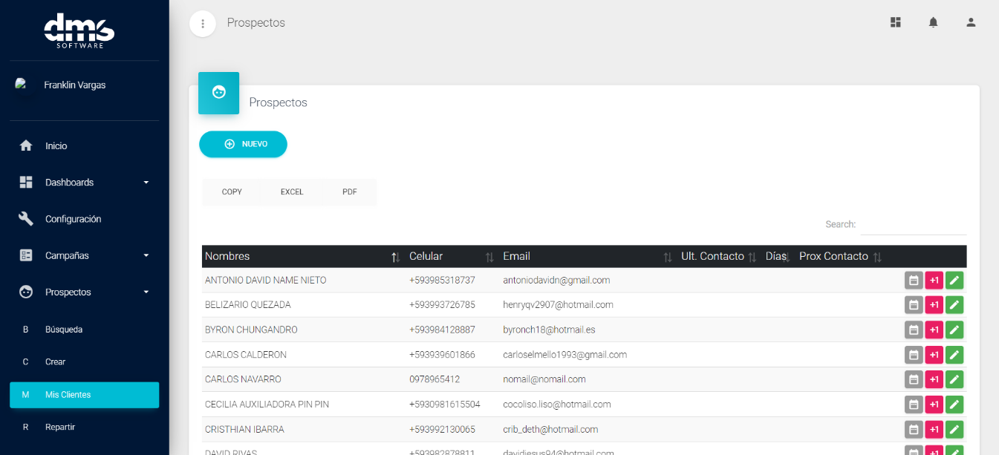 dms
SOFTWARE
Franklin Vargas
Inicio
Dashboards
Configuración
Campañas
Prospectos
B Búsqueda
C Crear
M Mis Clientes
R Repartir
Prospectos
Prospectos
NUEVO
COPY EXCEL PDF
Search:
Nombres Celular Email Ult. Contacto Días Prox Contacto
ANTONIO DAVID NAME NIETO +593985318737 antoniodavidn@gmail.com +1
BELIZARIO QUEZADA +593993726785 henryqv2907@hotmail.com +1
BYRON CHUNGANDRO +593984128887 byronch18@hotmail.es +1
CARLOS CALDERON +593939601866 carloselmello1993@gmail.com +1
CARLOS NAVARRO 0978965412 nomail@nomail.com +1
CECILIA AUXILIADORA PIN PIN +5930981615504 cocoliso.liso@hotmail.com +1
CRISTHIAN IBARRA +593992130065 crib_deth@hotmail.com +1
DAVID RIVAS +593982878811 davidjesus94@hotmail.com +1